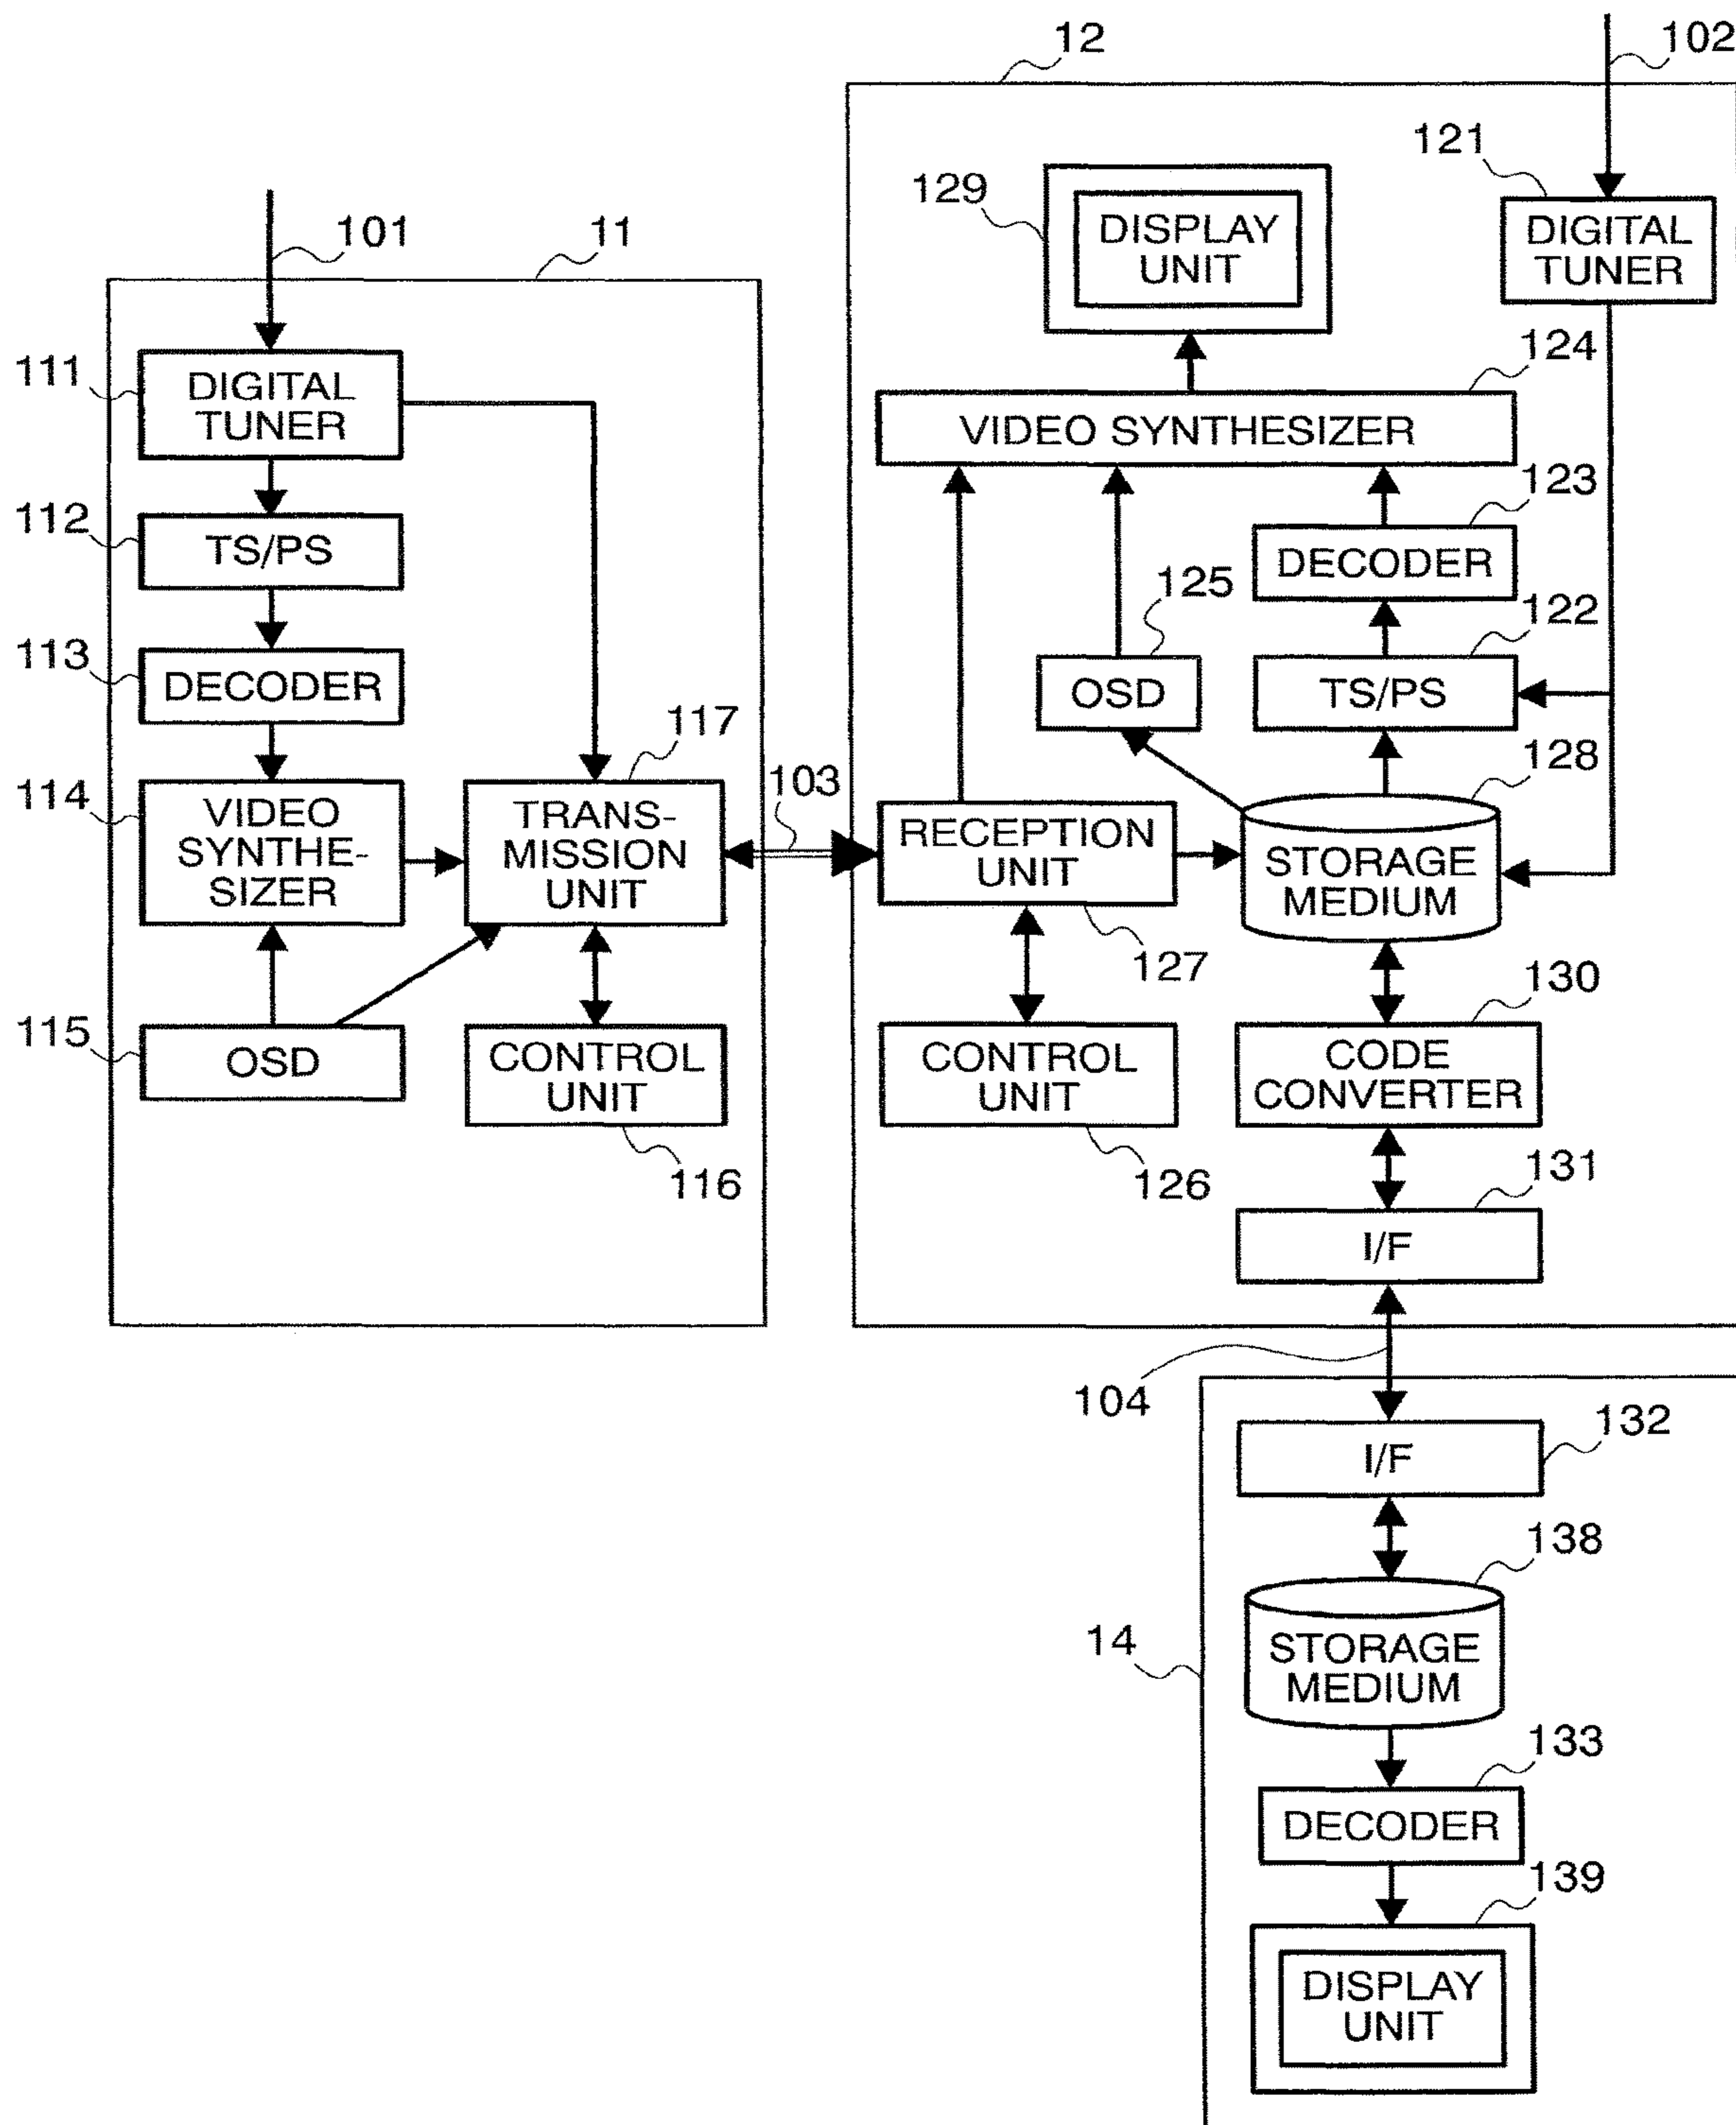 12
102
121
129
DISPLAY
UNIT
DIGITAL
TUNER
101
11
124
111
DIGITAL
TUNER
VIDEO SYNTHESIZER
123
112
TS/PS
DECODER
125
122
113
DECODER
OSD
TS/PS
117
128
103
114
VIDEO
SYNTHE-
SIZER
TRANS-
MISSION
UNIT
RECEPTION
UNIT
STORAGE
MEDIUM
127
130
115
OSD
CONTROL
UNIT
CONTROL
UNIT
CODE
CONVERTER
116
126
131
I/F
104
132
I/F
138
14
STORAGE
MEDIUM
133
DECODER
139
DISPLAY
UNIT